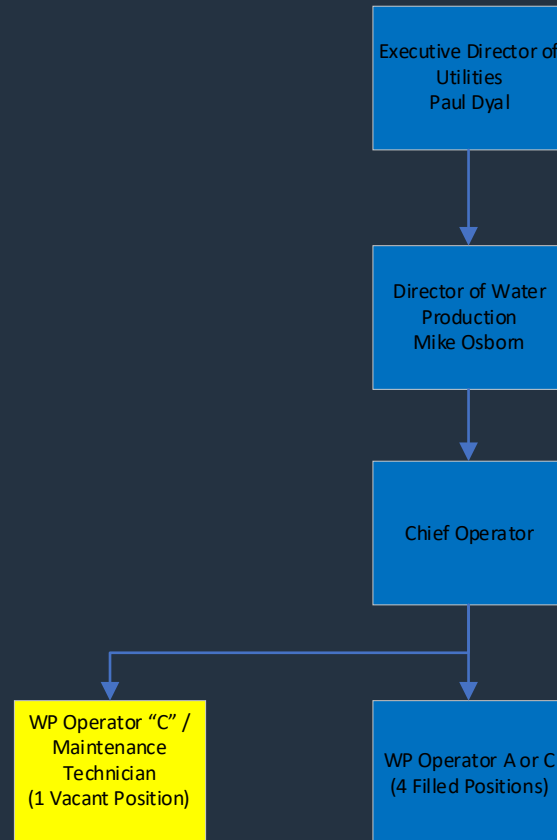 Executive Director of
Utilities
Paul Dyal
Director of Water
Production
Mike Osborn
Chief Operator
WP Operator “C” /
Maintenance
Technician
(1 Vacant Position)
WP Operator A or C
(4 Filled Positions)